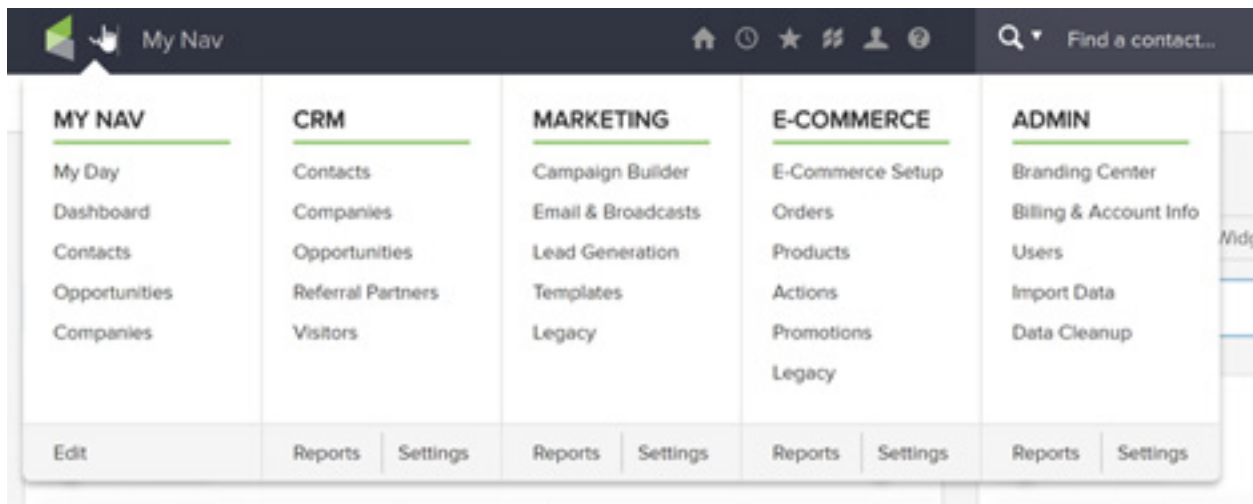 My Nav
Find a contact...
MY NAV
My Day
Dashboard
Contacts
Opportunities
Companies
Edit
CRM
Contacts
Companies
Opportunities
Referral Partners
Visitors
Reports
Settings
MARKETING
Campaign Builder
Email & Broadcasts
Lead Generation
Templates
Legacy
Reports
Settings
E-COMMERCE
E-Commerce Setup
Orders
Products
Actions
Promotions
Legacy
Reports
Settings
ADMIN
Branding Center
Billing & Account Info
Users
Import Data
Data Cleanup
Reports
Settings